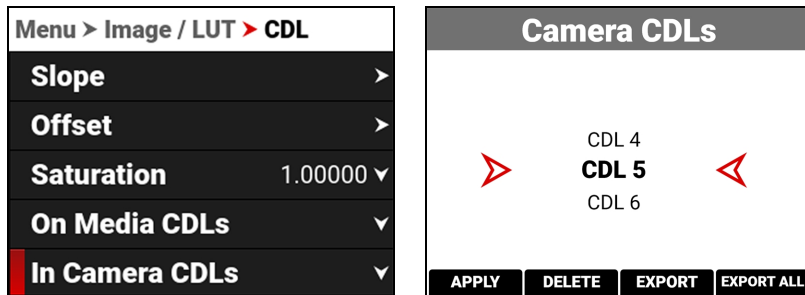 Menu > Image / LUT > CDL
Slope
Offset
Saturation 1.00000
On Media CDLs
In Camera CDLs
Camera CDLs
CDL 4
CDL 5
CDL 6
APPLY DELETE EXPORT EXPORT ALL